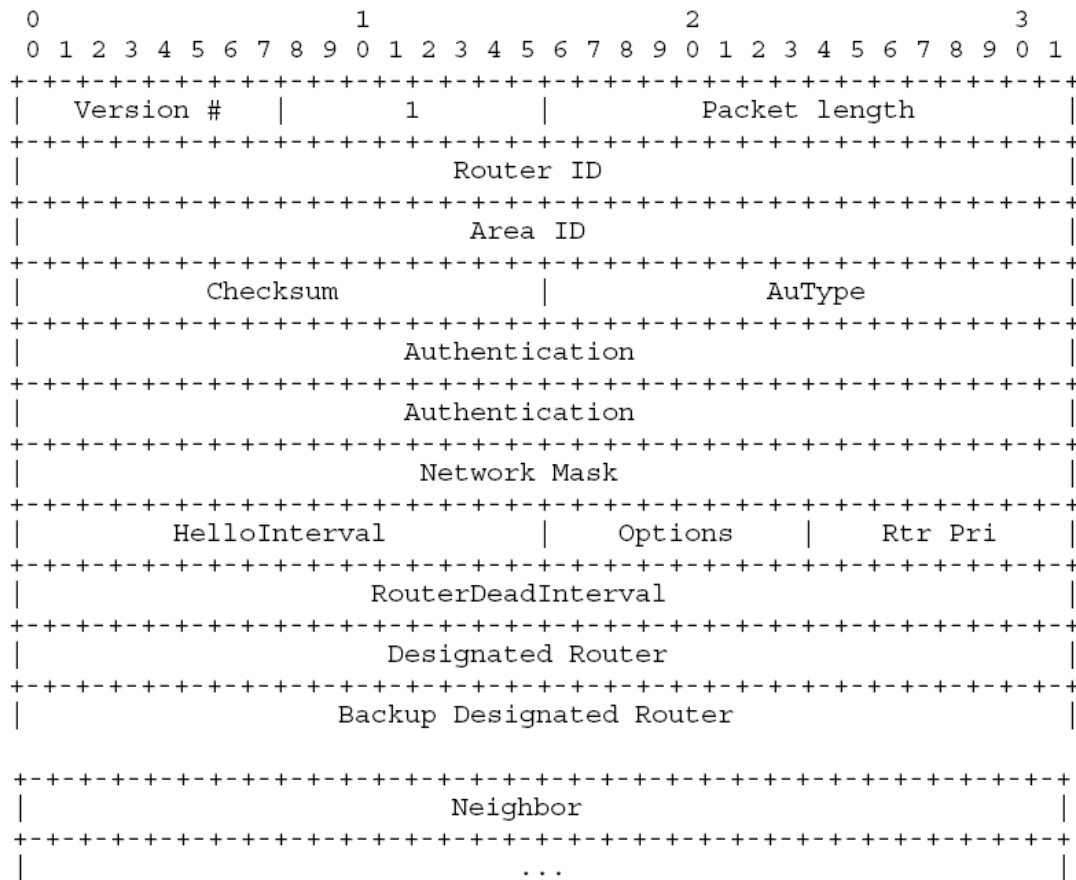 0                   1                   2                   3
0 1 2 3 4 5 6 7 8 9 0 1 2 3 4 5 6 7 8 9 0 1 2 3 4 5 6 7 8 9 0 1
+-+-+-+-+-+-+-+-+-+-+-+-+-+-+-+-+-+-+-+-+-+-+-+-+-+-+-+-+-+-+-+-+
|   Version #   |       1       |         Packet length         |
+-+-+-+-+-+-+-+-+-+-+-+-+-+-+-+-+-+-+-+-+-+-+-+-+-+-+-+-+-+-+-+-+
|                          Router ID                            |
+-+-+-+-+-+-+-+-+-+-+-+-+-+-+-+-+-+-+-+-+-+-+-+-+-+-+-+-+-+-+-+-+
|                           Area ID                             |
+-+-+-+-+-+-+-+-+-+-+-+-+-+-+-+-+-+-+-+-+-+-+-+-+-+-+-+-+-+-+-+-+
|           Checksum            |             AuType            |
+-+-+-+-+-+-+-+-+-+-+-+-+-+-+-+-+-+-+-+-+-+-+-+-+-+-+-+-+-+-+-+-+
|                       Authentication                          |
+-+-+-+-+-+-+-+-+-+-+-+-+-+-+-+-+-+-+-+-+-+-+-+-+-+-+-+-+-+-+-+-+
|                       Authentication                          |
+-+-+-+-+-+-+-+-+-+-+-+-+-+-+-+-+-+-+-+-+-+-+-+-+-+-+-+-+-+-+-+-+
|                        Network Mask                           |
+-+-+-+-+-+-+-+-+-+-+-+-+-+-+-+-+-+-+-+-+-+-+-+-+-+-+-+-+-+-+-+-+
|         HelloInterval         |    Options    |    Rtr Pri    |
+-+-+-+-+-+-+-+-+-+-+-+-+-+-+-+-+-+-+-+-+-+-+-+-+-+-+-+-+-+-+-+-+
|                     RouterDeadInterval                        |
+-+-+-+-+-+-+-+-+-+-+-+-+-+-+-+-+-+-+-+-+-+-+-+-+-+-+-+-+-+-+-+-+
|                      Designated Router                        |
+-+-+-+-+-+-+-+-+-+-+-+-+-+-+-+-+-+-+-+-+-+-+-+-+-+-+-+-+-+-+-+-+
|                   Backup Designated Router                    |
+-+-+-+-+-+-+-+-+-+-+-+-+-+-+-+-+-+-+-+-+-+-+-+-+-+-+-+-+-+-+-+-+
|                          Neighbor                             |
+-+-+-+-+-+-+-+-+-+-+-+-+-+-+-+-+-+-+-+-+-+-+-+-+-+-+-+-+-+-+-+-+
|                              ...                              |